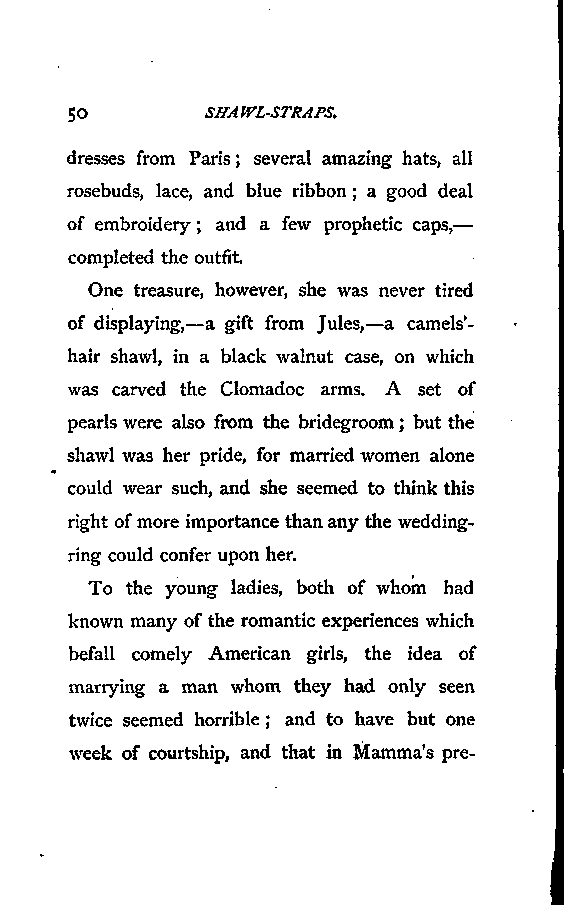 50 SHAWL-STRAPS.
dresses from Paris; several amazing hats, all
rosebuds, lace, and blue ribbon; a good deal
of embroidery; and a few prophetic caps,—
completed the outfit.
One treasure, however, she was never tired
of displaying,—a gift from Jules,—a camels'-
hair shawl, in a black walnut case, on which
was carved the Clomadoc arms. A set of
pearls were also from the bridegroom; but the
shawl was her pride, for married women alone
could wear such, and she seemed to think this
right of more importance than any the wedding-
ring could confer upon her.
To the young ladies, both of whom had
known many of the romantic experiences which
befall comely American girls, the idea of
marrying a man whom they had only seen
twice seemed horrible; and to have but one
week of courtship, and that in Mamma's pre-